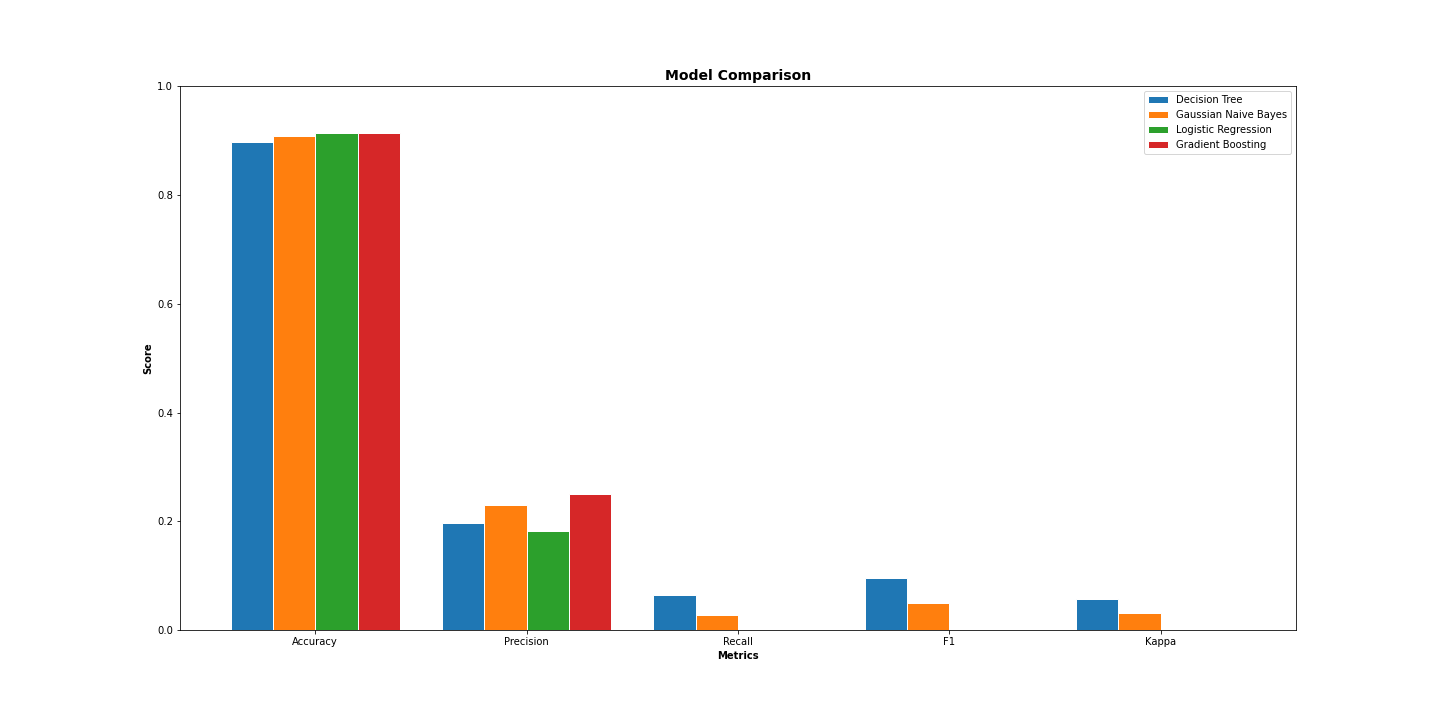 Model Comparison
1.0
0.8
0.6
0.4
0.2
0.0
Score
Decision Tree
Gaussian Naive Bayes
Logistic Regression
Gradient Boosting
Accuracy
Precision
Recall
F1
Kappa
Metrics